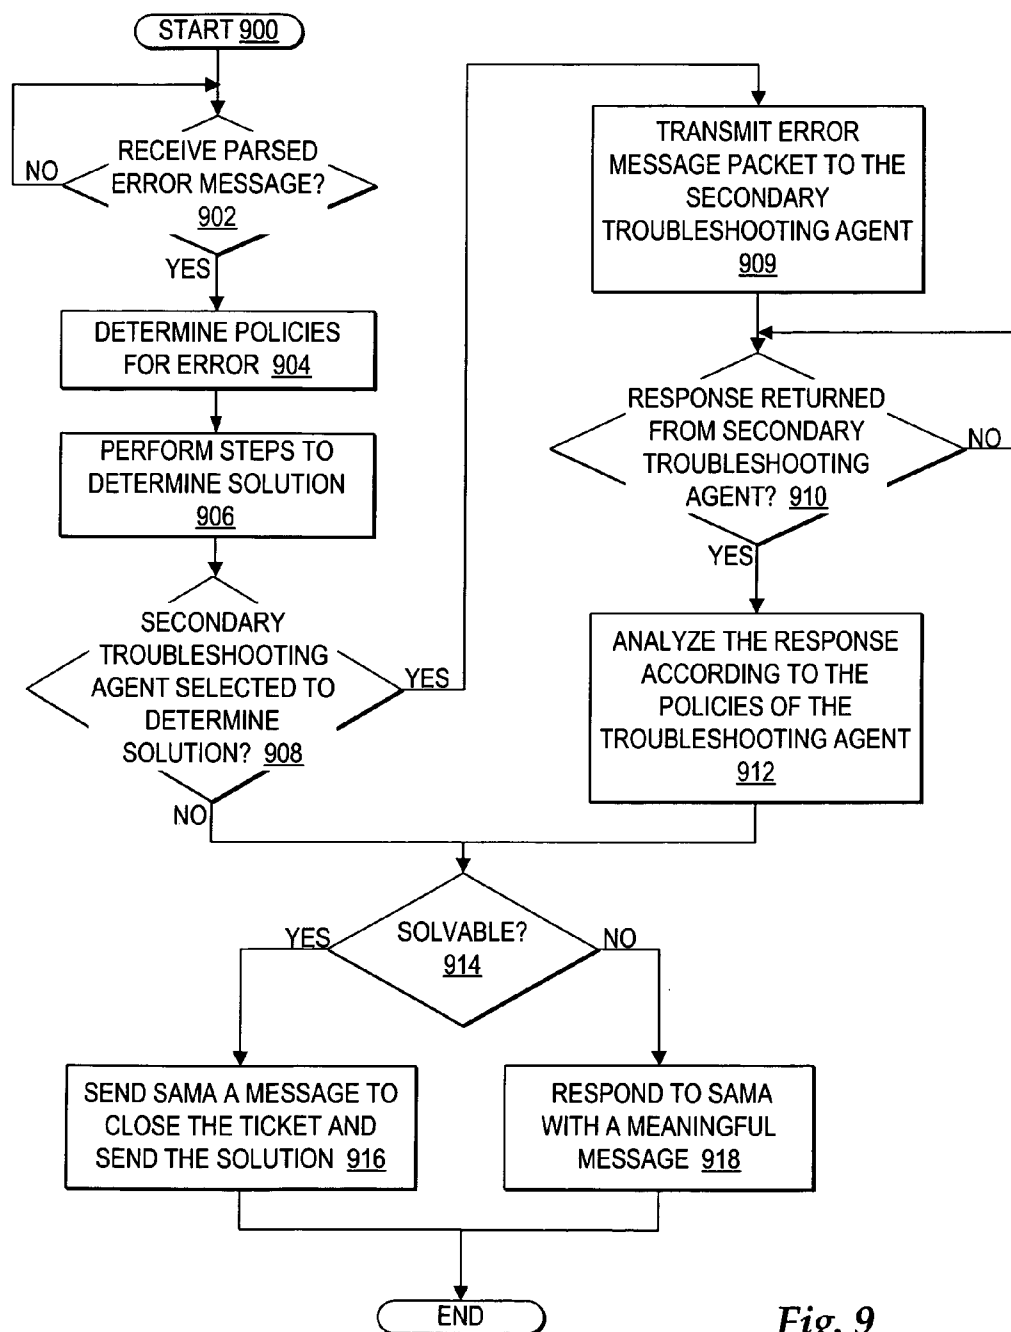 START 900
RECEIVE PARSED
ERROR MESSAGE?
902
NO
YES
DETERMINE POLICIES
FOR ERROR 904
PERFORM STEPS TO
DETERMINE SOLUTION
906
SECONDARY
TROUBLESHOOTING
AGENT SELECTED TO
DETERMINE
SOLUTION? 908
YES
NO
TRANSMIT ERROR
MESSAGE PACKET TO THE
SECONDARY
TROUBLESHOOTING AGENT
909
RESPONSE RETURNED
FROM SECONDARY
TROUBLESHOOTING
AGENT? 910
NO
YES
ANALYZE THE RESPONSE
ACCORDING TO THE
POLICIES OF THE
TROUBLESHOOTING AGENT
912
SOLVABLE?
914
YES
NO
SEND SAMA A MESSAGE TO
CLOSE THE TICKET AND
SEND THE SOLUTION 916
RESPOND TO SAMA
WITH A MEANINGFUL
MESSAGE 918
END
Fig. 9